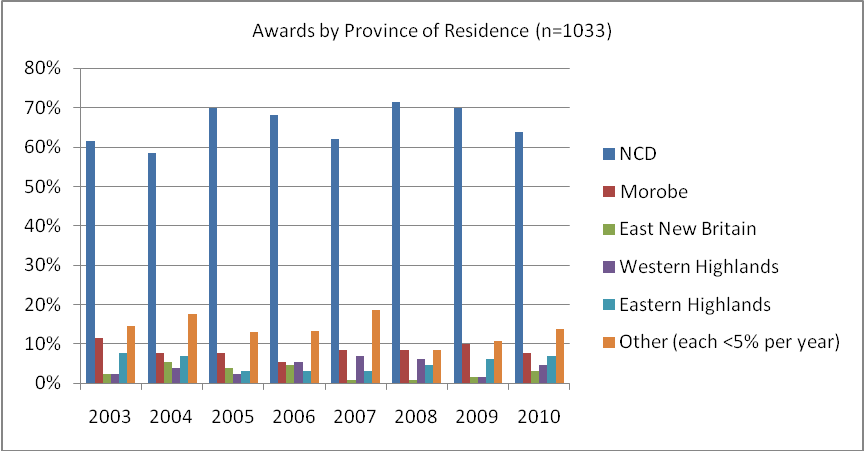 Awards by Province of Residence (n=1033)
80%
70%
60%
50%
40%
30%
20%
10%
0%
2003 2004 2005 2006 2007 2008 2009 2010
NCD
Morobe
East New Britain
Western Highlands
Eastern Highlands
Other (each <5% per year)